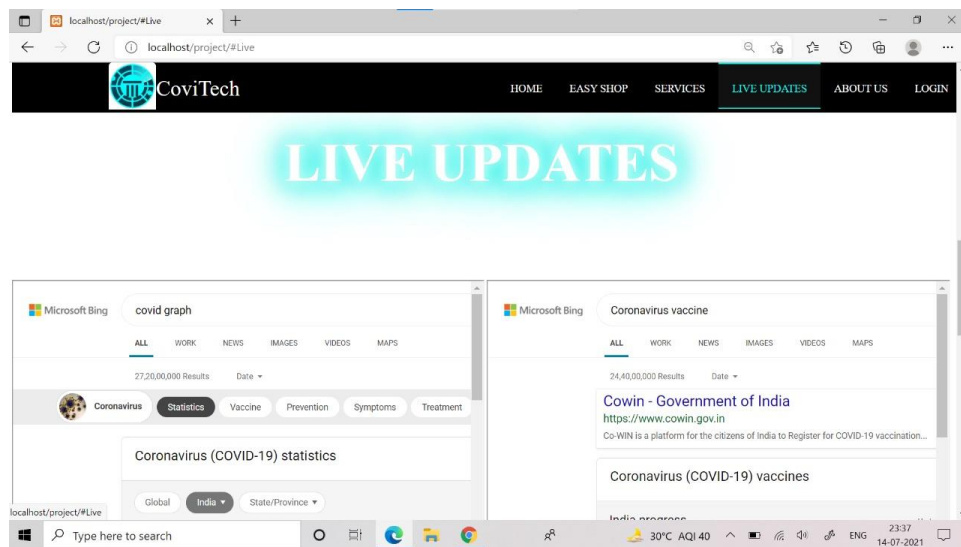 localhost/project/#Live
localhost/project/#Live
CoviTech
HOME EASY SHOP SERVICES LIVE UPDATES ABOUT US LOGIN
LIVE UPDATES
Microsoft Bing covid graph
ALL WORK NEWS IMAGES VIDEOS MAPS
27,20,00,000 Results Date
Coronavirus Statistics Vaccine Prevention Symptoms Treatment
Coronavirus (COVID-19) statistics
Global India State/Province
Microsoft Bing Coronavirus vaccine
ALL WORK NEWS IMAGES VIDEOS MAPS
24,40,00,000 Results Date
Cowin - Government of India
https://www.cowin.gov.in
Co-WIN is a platform for the citizens of India to Register for COVID-19 vaccination...
Coronavirus (COVID-19) vaccines
India progress
localhost/project/#Live
Type here to search
30°C AQI 40
ENG
23:37
14-07-2021